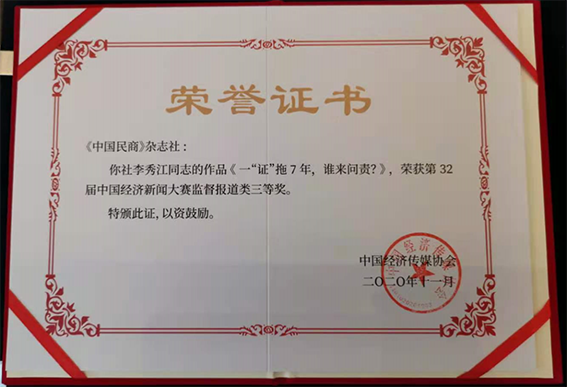 荣誉证书
《中国民商》杂志社：
你社李秀江同志的作品《一“证”拖7年，谁来问责？》，荣获第32
届中国经济新闻大赛监督报道类三等奖。
特颁此证，以资鼓励。
中国经济传媒协会
二〇二〇年十一月